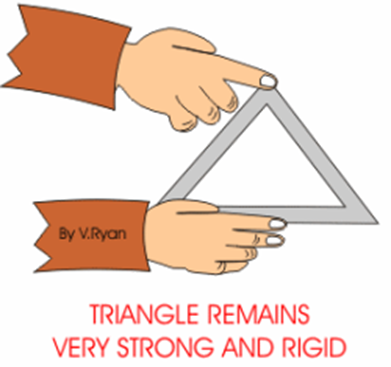 By V.Ryan
TRIANGLE REMAINS
VERY STRONG AND RIGID